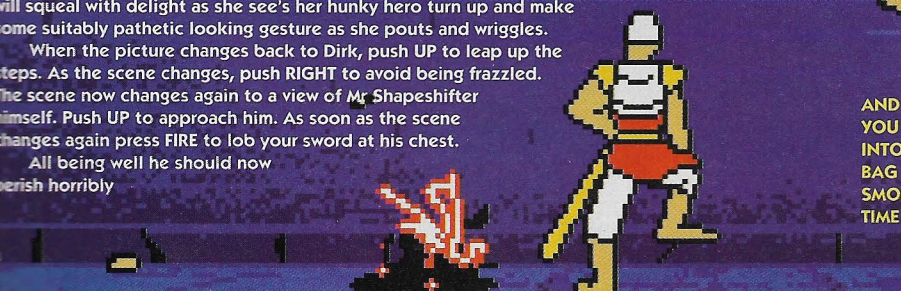 will squeal with delight as she see's her hunky hero turn up and make
some suitably pathetic looking gesture as she pouts and wriggles.
When the picture changes back to Dirk, push UP to leap up the
steps. As the scene changes, push RIGHT to avoid being frazzled.
The scene now changes again to a view of Mr Shapeshifter
himself. Push UP to approach him. As soon as the scene
changes again press FIRE to lob your sword at his chest.
All being well he should now
perish horribly
AND
YOU
INTO
BAG
SMO
TIME